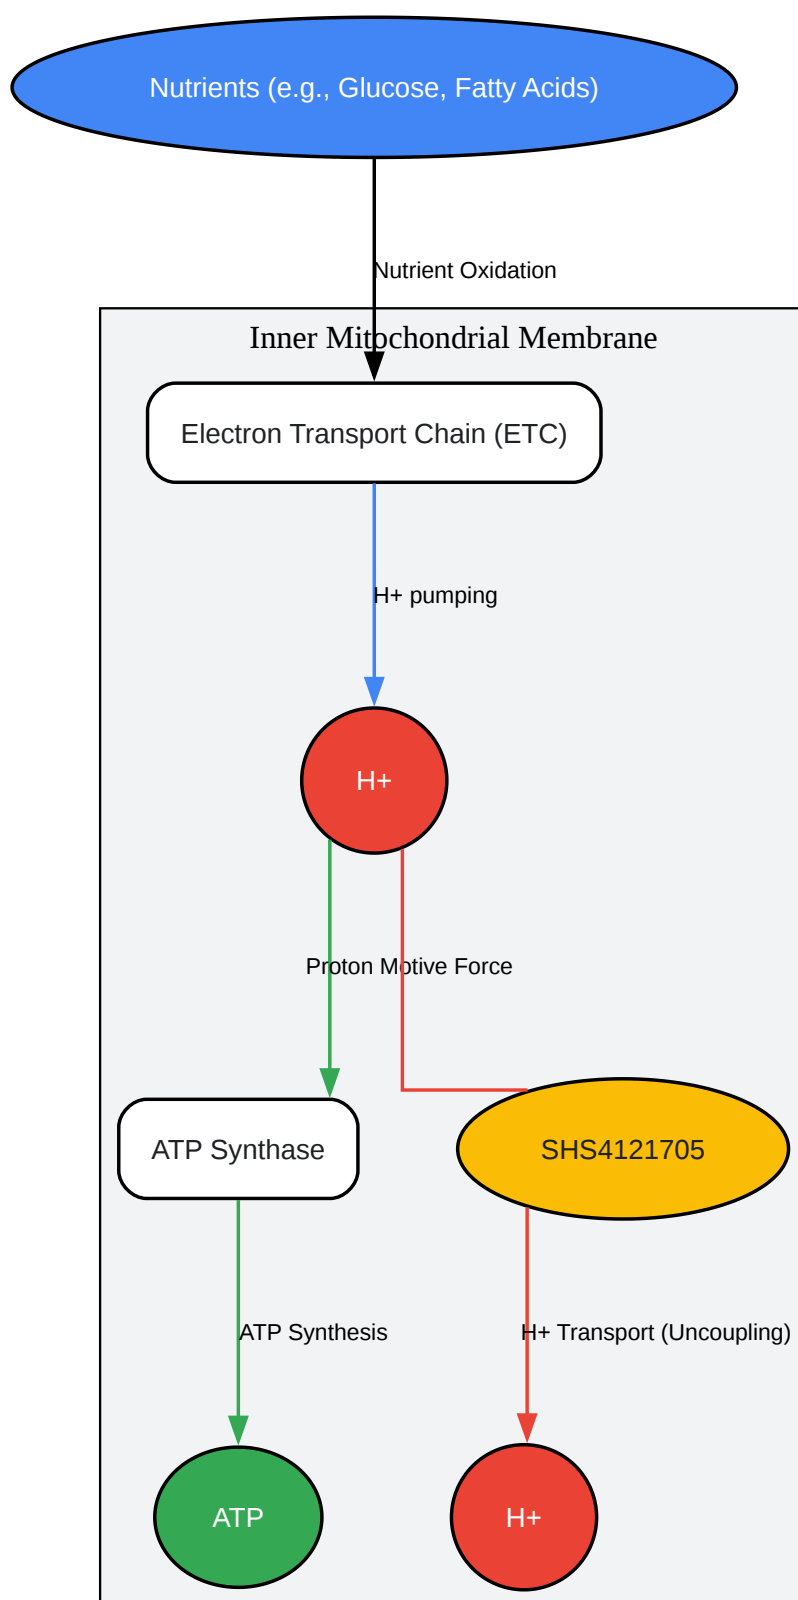 Nutrients (e.g., Glucose, Fatty Acids)
Nutrient Oxidation
Inner Mitochondrial Membrane
Electron Transport Chain (ETC)
H+ pumping
H+
Proton Motive Force
ATP Synthase
SHS4121705
ATP Synthesis
H+ Transport (Uncoupling)
ATP
H+